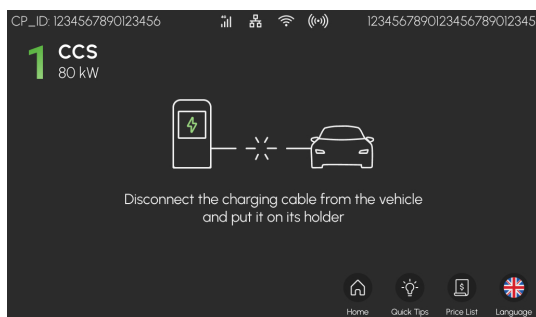 CP_ID: 1234567890123456
1234567890123456789012345
1
CCS
80 kW
Disconnect the charging cable from the vehicle
and put it on its holder
Home
Quick Tips
Price List
Language